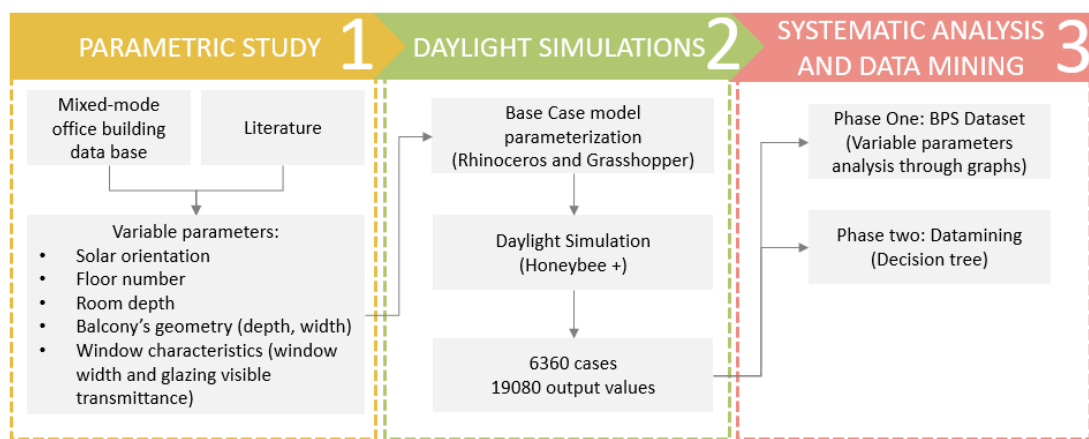 PARAMETRIC STUDY 1
Mixed-mode
office building
data base
Literature
Variable parameters:
• Solar orientation
• Floor number
• Room depth
• Balcony's geometry (depth, width)
• Window characteristics (window
width and glazing visible
transmittance)
DAYLIGHT SIMULATIONS 2
Base Case model
parameterization
(Rhinoceros and Grasshopper)
Daylight Simulation
(Honeybee +)
6360 cases
19080 output values
SYSTEMATIC ANALYSIS
AND DATA MINING 3
Phase One: BPS Dataset
(Variable parameters
analysis through graphs)
Phase two: Datamining
(Decision tree)